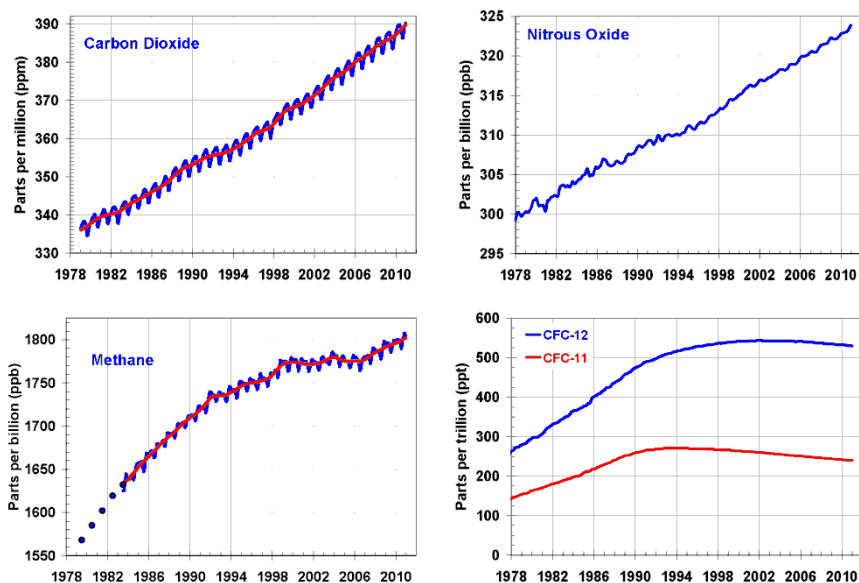 Carbon Dioxide
Parts per million (ppm)
390
380
370
360
350
340
330
1978 1982 1986 1990 1994 1998 2002 2006 2010
Nitrous Oxide
Parts per billion (ppb)
325
320
315
310
305
300
295
1978 1982 1986 1990 1994 1998 2002 2006 2010
Methane
Parts per billion (ppb)
1800
1750
1700
1650
1600
1550
1978 1982 1986 1990 1994 1998 2002 2006 2010
CFC-12
CFC-11
Parts per trillion (ppt)
600
500
400
300
200
100
0
1978 1982 1986 1990 1994 1998 2002 2006 2010